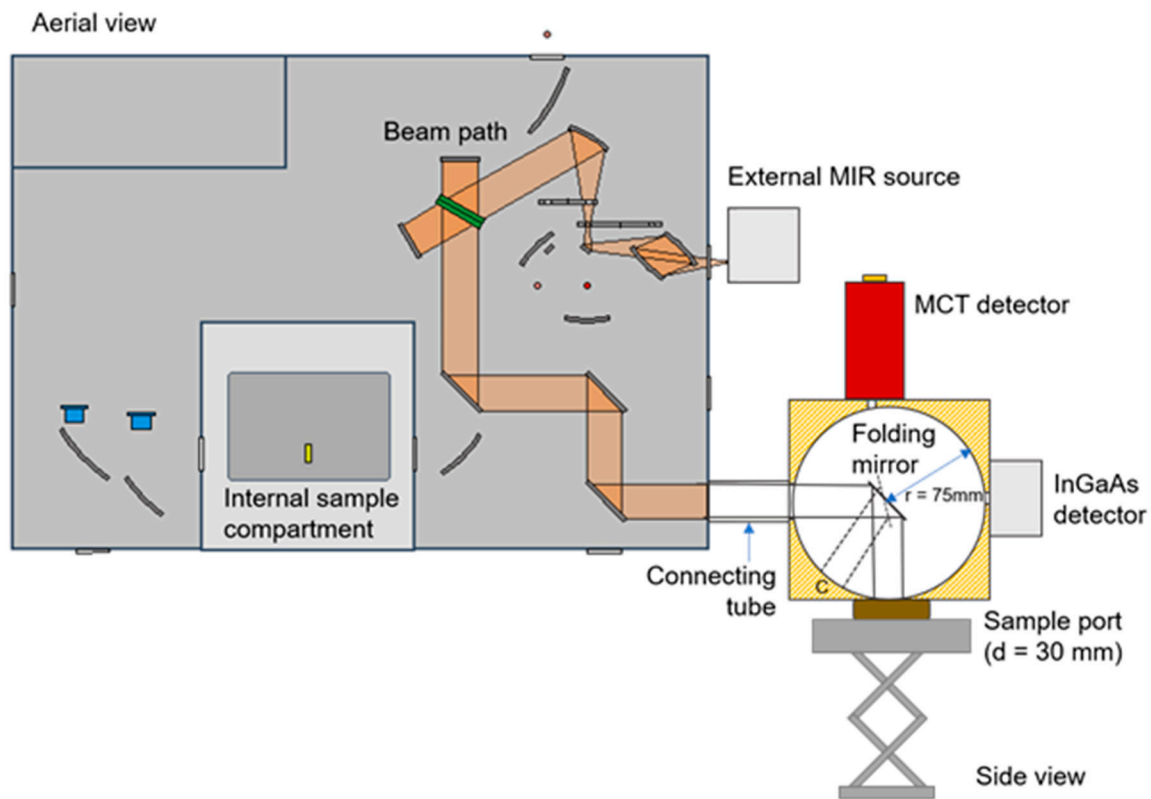 Aerial view
Beam path
External MIR source
MCT detector
Folding
mirror
r = 75mm
InGaAs
detector
Internal sample
compartment
C
Connecting
tube
Sample port
(d = 30 mm)
Side view